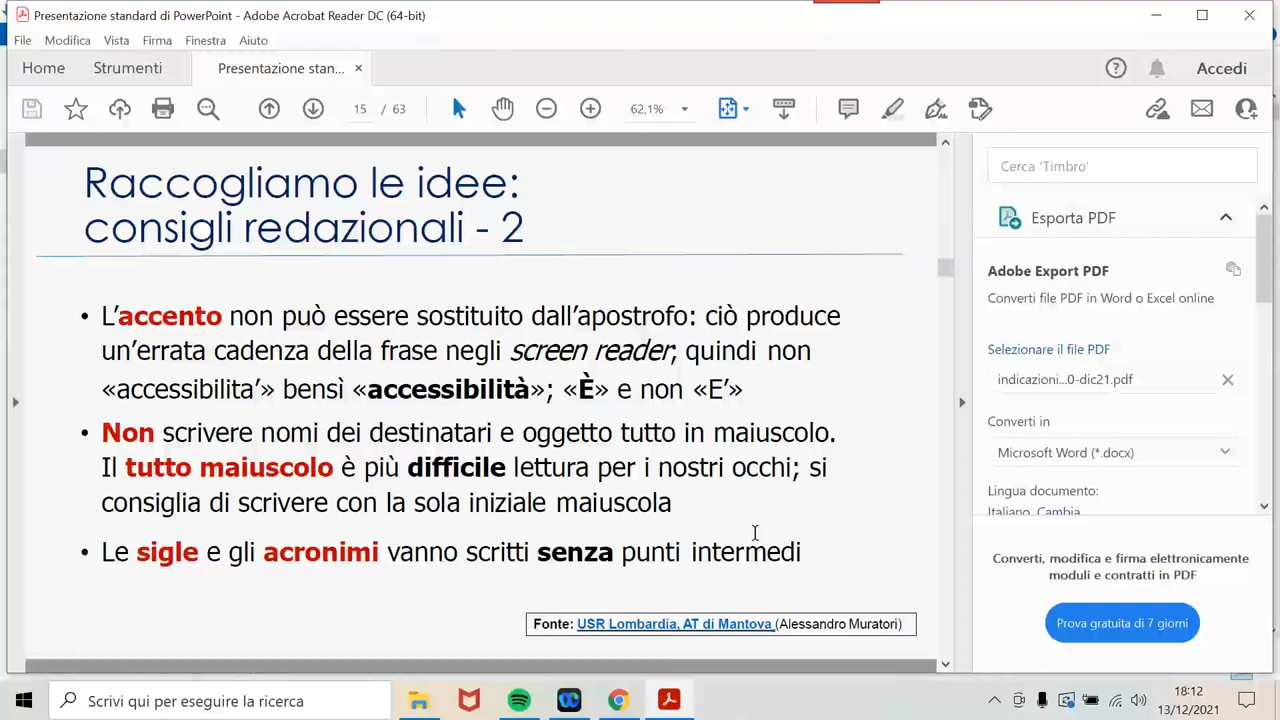 Presentazione standard di PowerPoint - Adobe Acrobat Reader DC (64-bit)
File Modifica Vista Firma Finestra Aiuto
Home Strumenti Presentazione stan... × Accedi
15 / 63 62,1%
Raccogliamo le idee:
consigli redazionali - 2
• L’accento non può essere sostituito dall’apostrofo: ciò produce
un’errata cadenza della frase negli screen reader; quindi non
«accessibilita’» bensì «accessibilità»; «È» e non «E’»
• Non scrivere nomi dei destinatari e oggetto tutto in maiuscolo.
Il tutto maiuscolo è più difficile lettura per i nostri occhi; si
consiglia di scrivere con la sola iniziale maiuscola
• Le sigle e gli acronimi vanno scritti senza punti intermedi
Fonte: USR Lombardia, AT di Mantova (Alessandro Muratori)
Cerca 'Timbro'
Esporta PDF
Adobe Export PDF
Converti file PDF in Word o Excel online
Selezionare il file PDF
indicazioni...0-dic21.pdf
Converti in
Microsoft Word (*.docx)
Lingua documento:
Italiano, Cambia
Converti, modifica e firma elettronicamente
moduli e contratti in PDF
Prova gratuita di 7 giorni
Scrivi qui per eseguire la ricerca
18:12
13/12/2021